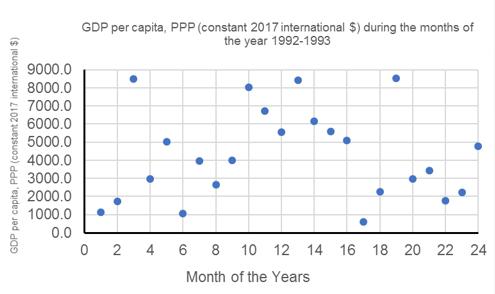 GDP per capita, PPP (constant 2017 international $) during the months of
the year 1992-1993
GDP per capita, PPP (constant 2017 international $)
9000.0
8000.0
7000.0
6000.0
5000.0
4000.0
3000.0
2000.0
1000.0
0.0
0 2 4 6 8 10 12 14 16 18 20 22 24
Month of the Years